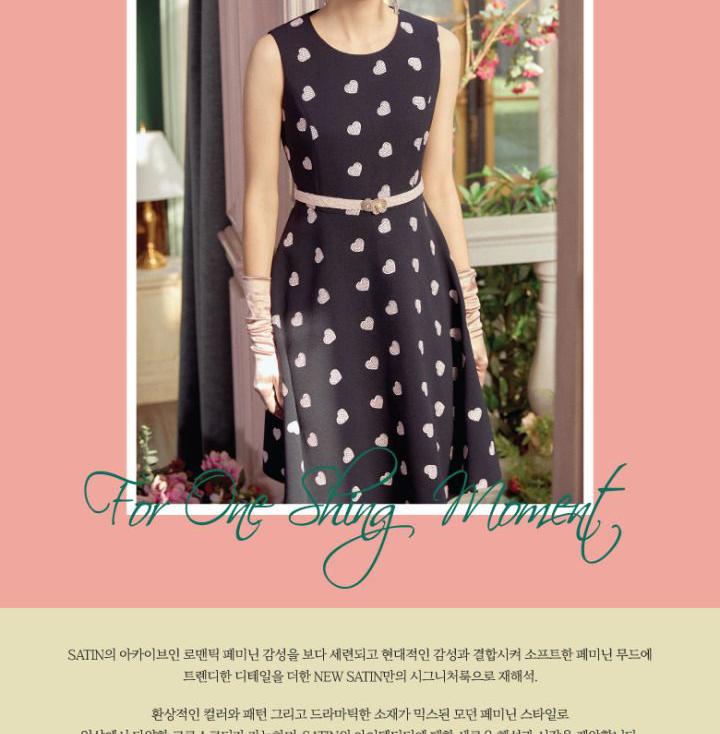 For One Shing Moment
SATIN의 아카이브인 로맨틱 페미닌 감성을 보다 세련되고 현대적인 감성과 결합시켜 소프트한 페미닌 무드에
트렌디한 디테일을 더한 NEW SATIN만의 시그니처룩으로 재해석.
환상적인 컬러와 패턴 그리고 드라마틱한 소재가 믹스된 모던 페미닌 스타일로